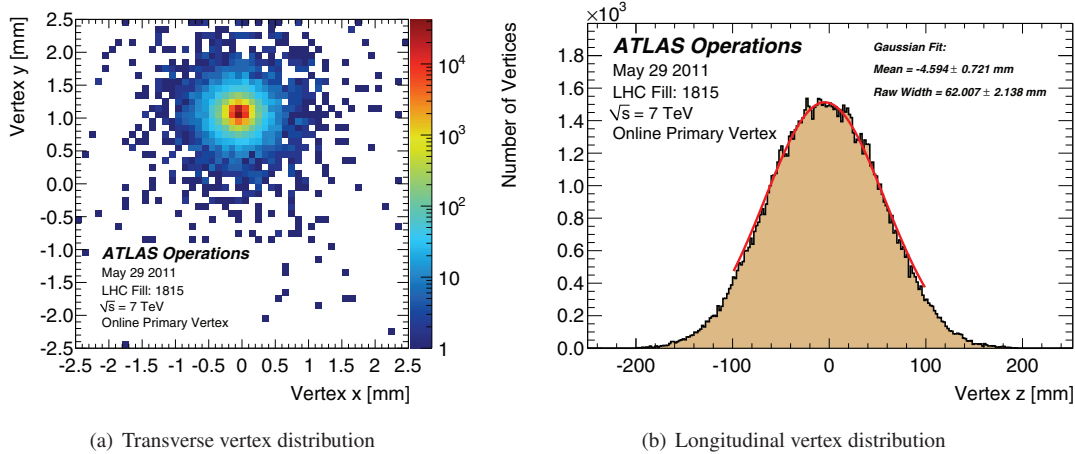 Vertex y [mm]
2.5
2.0
1.5
1.0
0.5
0.0
-0.5
-1.0
-1.5
-2.0
-2.5
ATLAS Operations
May 29 2011
LHC Fill: 1815
√s = 7 TeV
Online Primary Vertex
-2.5 -2 -1.5 -1 -0.5 0 0.5 1 1.5 2 2.5
Vertex x [mm]
10^4
10^3
10^2
10
1
(a) Transverse vertex distribution
×10^3
Number of Vertices
1.8
1.6
1.4
1.2
1.0
0.8
0.6
0.4
0.2
0.0
ATLAS Operations
May 29 2011
LHC Fill: 1815
√s = 7 TeV
Online Primary Vertex
Gaussian Fit:
Mean = -4.594± 0.721 mm
Raw Width = 62.007± 2.138 mm
-200 -100 0 100 200
Vertex z [mm]
(b) Longitudinal vertex distribution